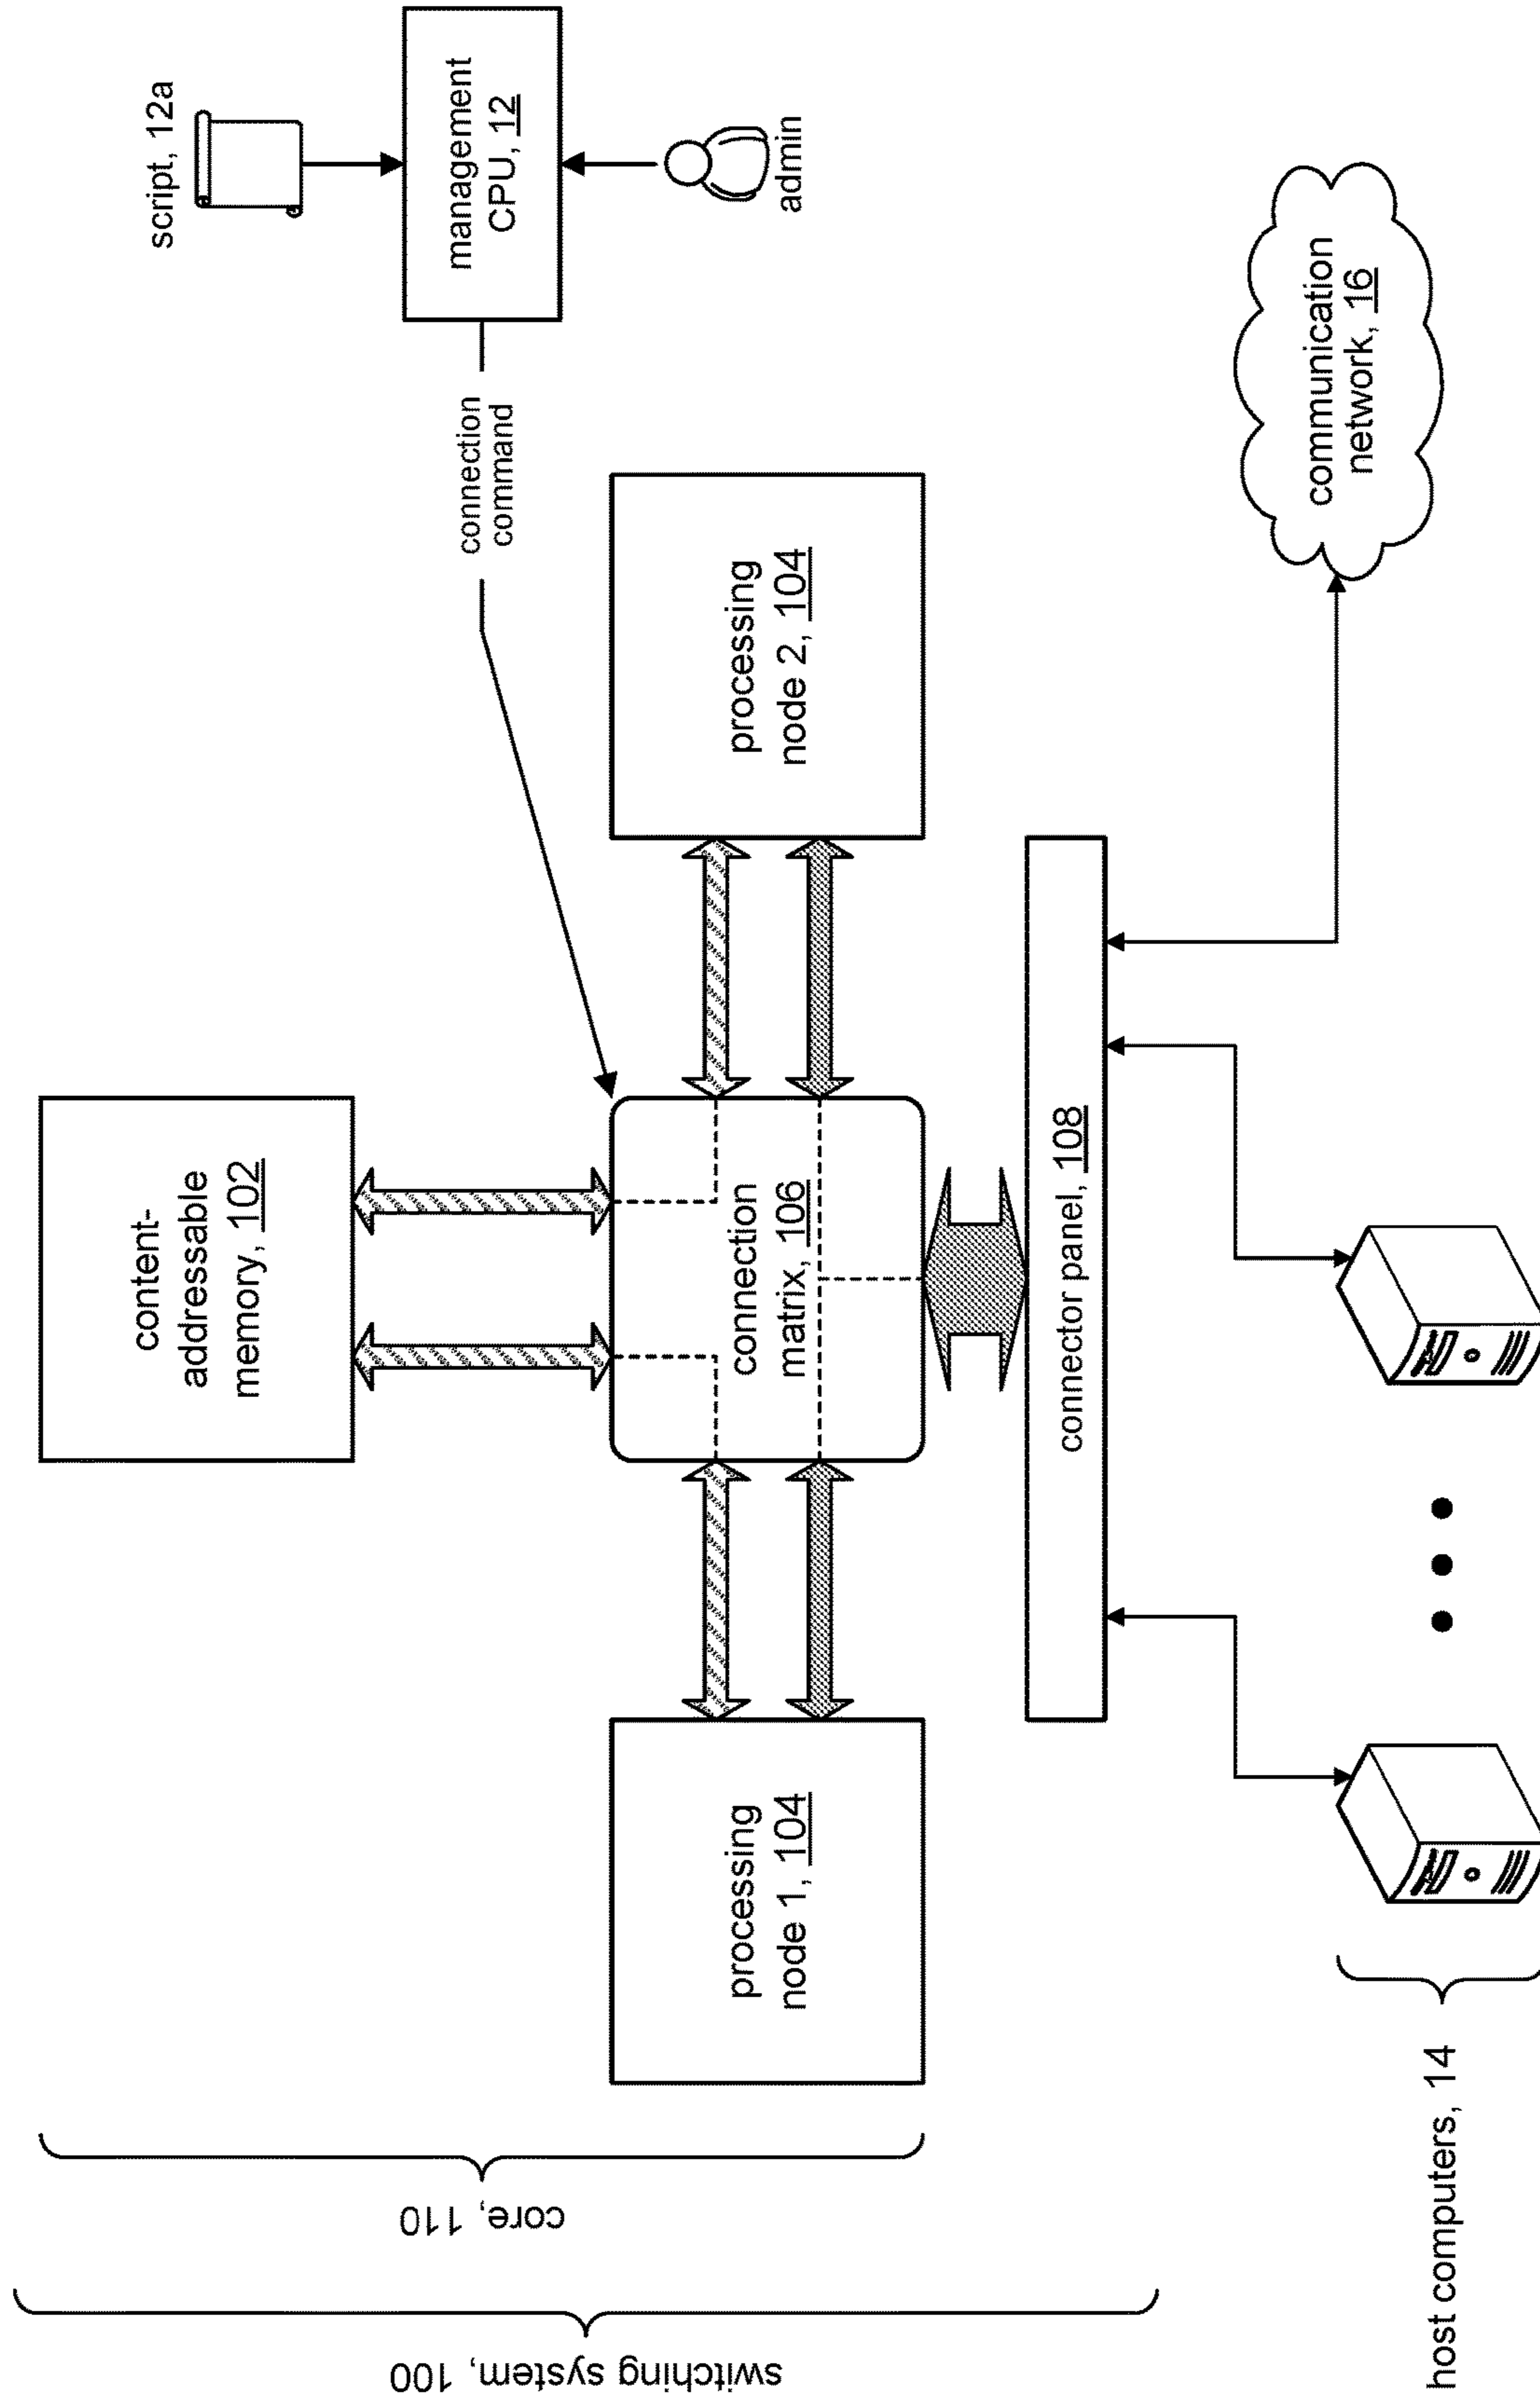 script, 12a
management
CPU, 12
admin
connection
command
content-
addressable
memory, 102
processing
node 1, 104
connection
matrix, 106
processing
node 2, 104
connector panel, 108
communication
network, 16
core, 110
switching system, 100
host computers, 14